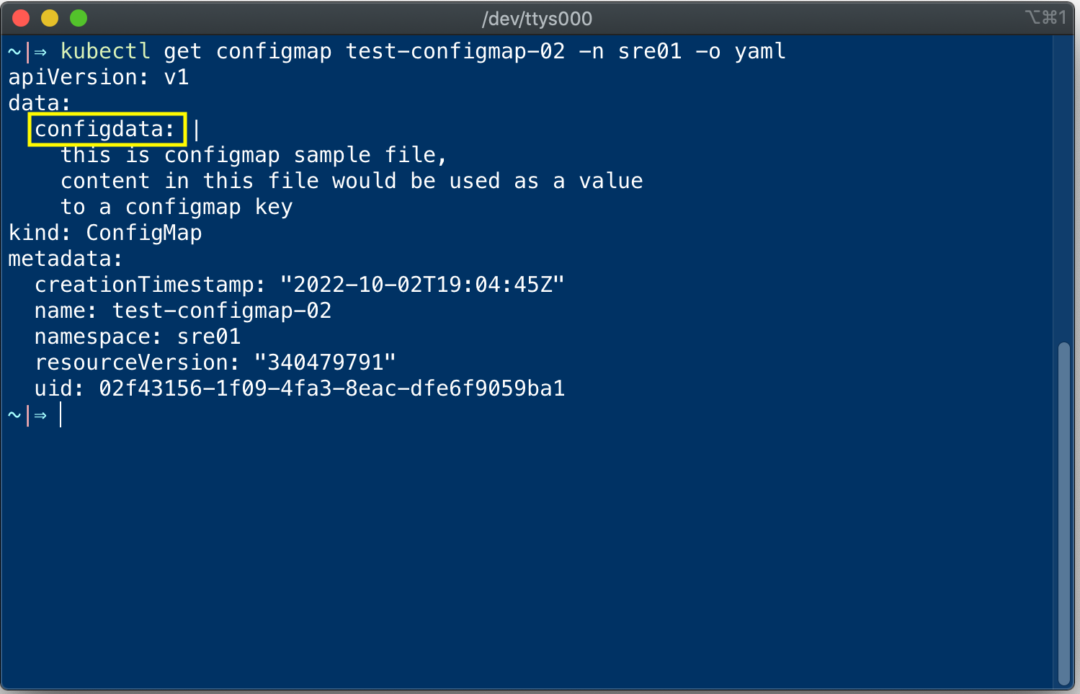 /dev/ttys000
⌥⌘1
~|⇒ kubectl get configmap test-configmap-02 -n sre01 -o yaml
apiVersion: v1
data:
  configdata: |
    this is configmap sample file,
    content in this file would be used as a value
    to a configmap key
kind: ConfigMap
metadata:
  creationTimestamp: "2022-10-02T19:04:45Z"
  name: test-configmap-02
  namespace: sre01
  resourceVersion: "340479791"
  uid: 02f43156-1f09-4fa3-8eac-dfe6f9059ba1
~|⇒